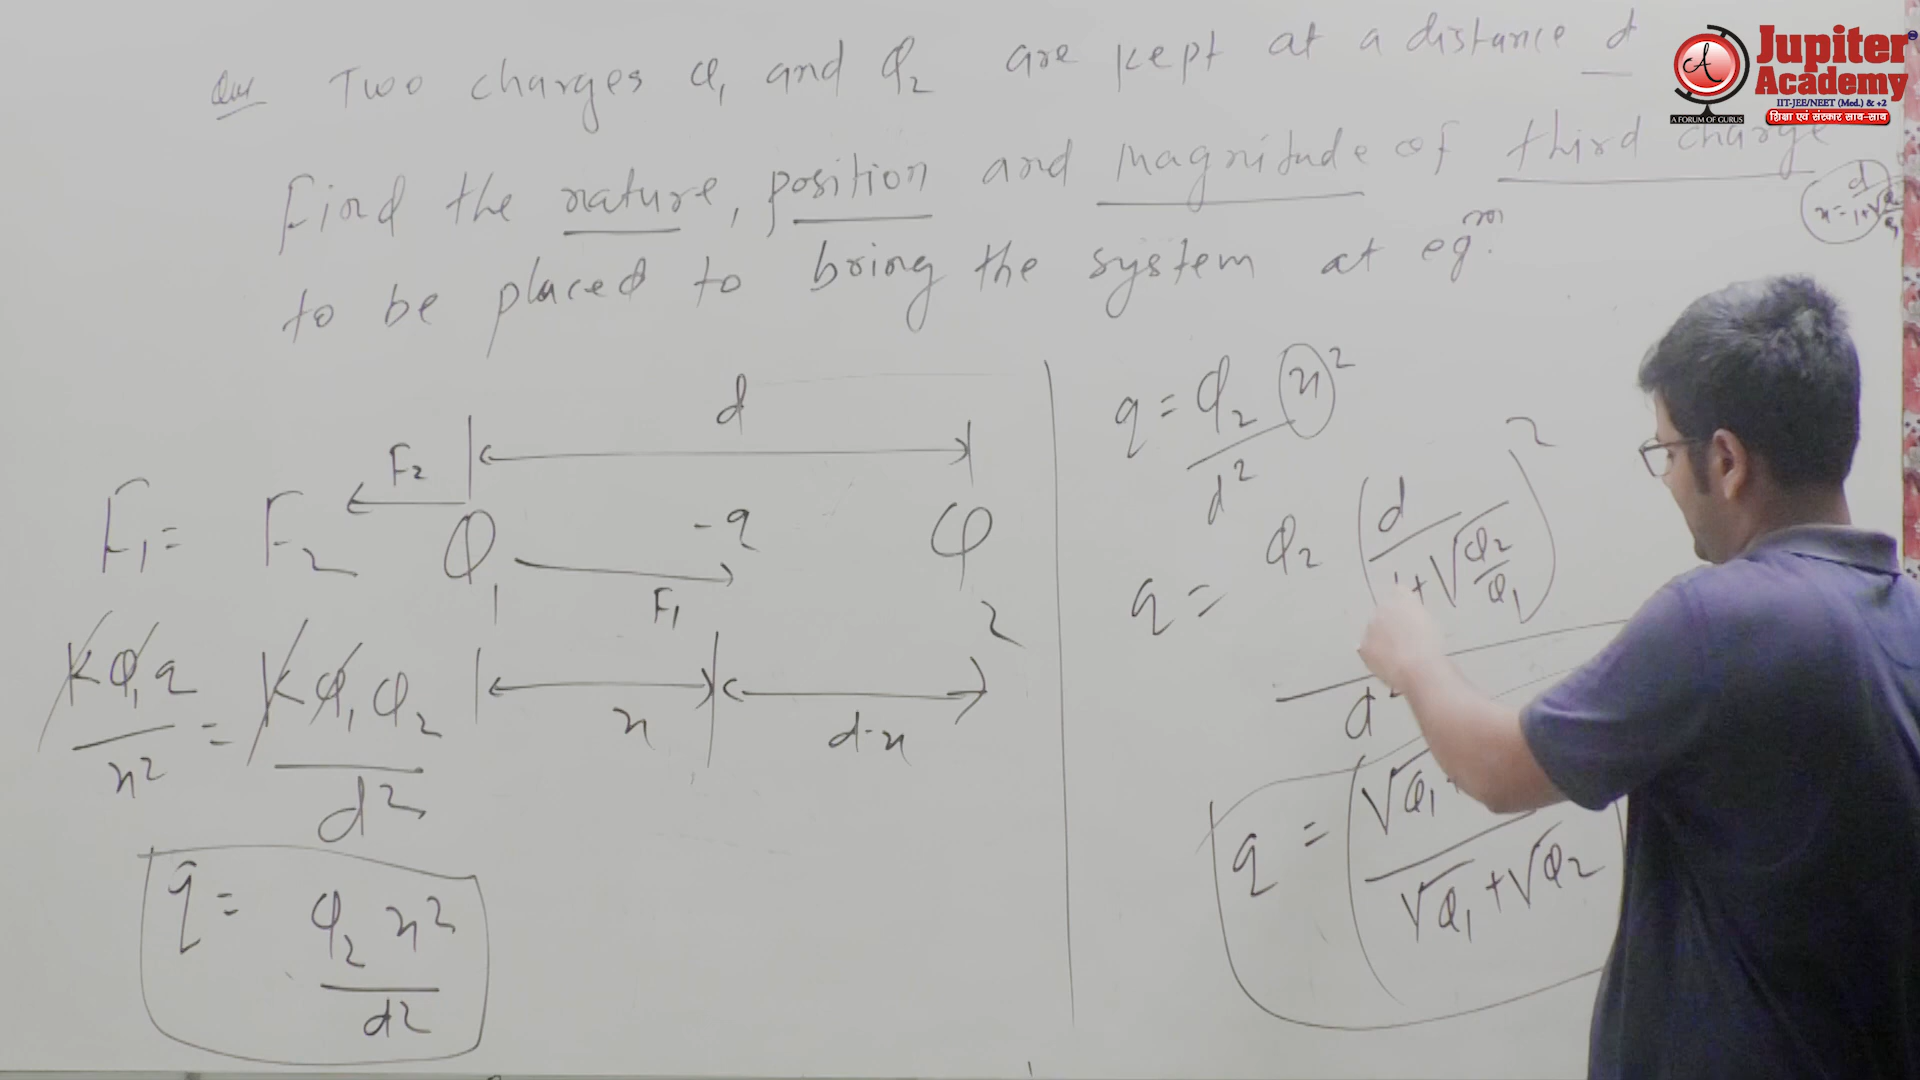 Que Two charges Q₁ and Q₂ are kept at a distance d
Find the nature, position and magnitude of third charge
to be placed to bring the system at eqm.
x = d / 1+√Q₂/Q₁
d
F₂
F₁ = F₂
Q₁ -q Q₂
F₁
x d-x
KQ₁q / x² = KQ₁Q₂ / d²
q = Q₂x² / d²
q = Q₂ x² / d²
q = Q₂ (d / 1+√Q₂/Q₁)² / d²
q = (√Q₁ / √Q₁+√Q₂
Jupiter
Academy
IIT-JEE/NEET (Med.) & +2
शिक्षा एवं संस्कार साथ-साथ
A
A FORUM OF GURUS